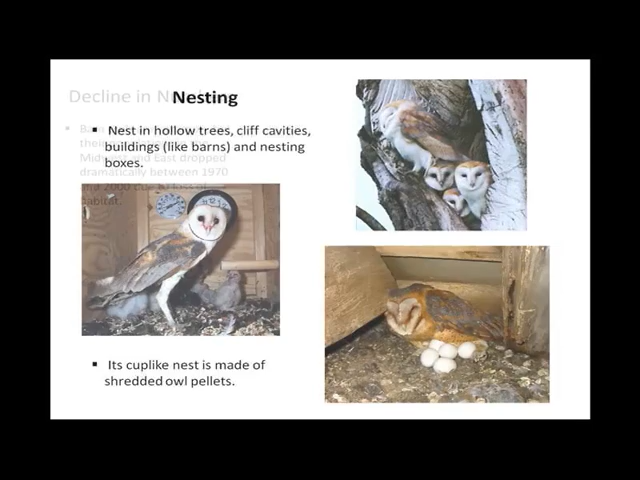 Decline in N
Nesting
▪ Nest in hollow trees, cliff cavities,
buildings (like barns) and nesting
boxes.
Midwest and East dropped
dramatically between 1970
and 2000 due to
habitat.
▪ Its cuplike nest is made of
shredded owl pellets.